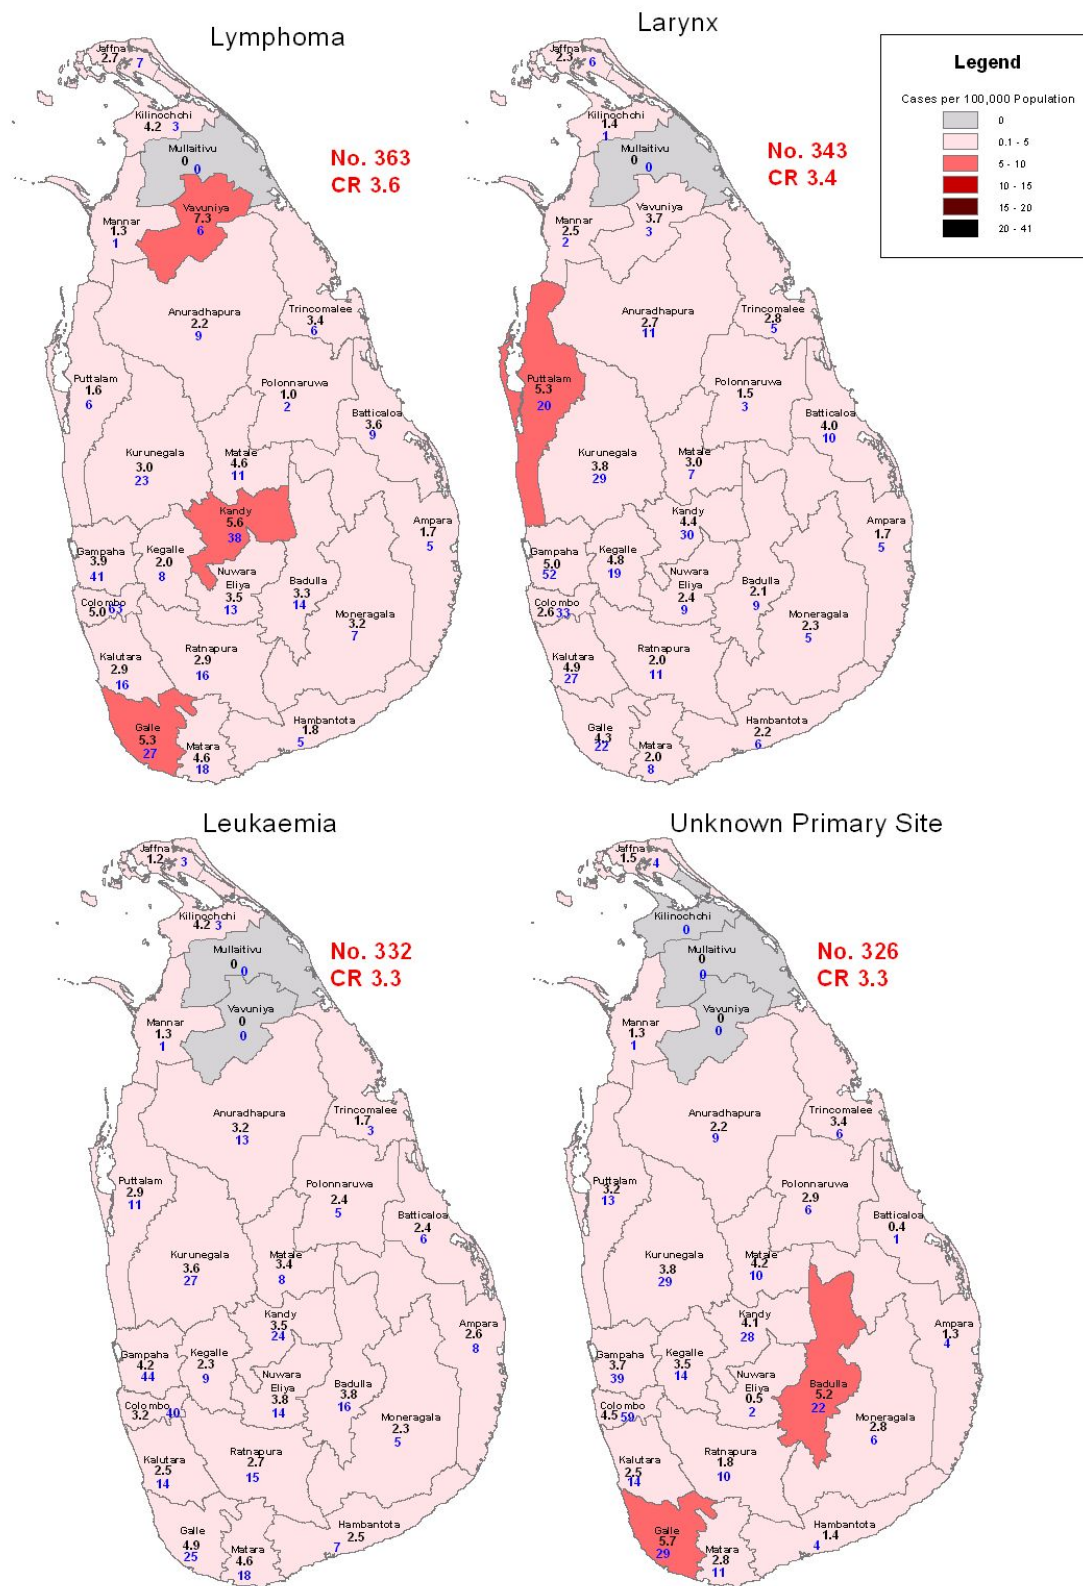 Lymphoma
Jaffna
2.7 7
Kilinochchi
4.2 3
Mullaitivu
0
0
No. 363
CR 3.6
Vavuniya
7.3
6
Mannar
1.3
1
Anuradhapura
2.2
9
Trincomalee
3.4
6
Puttalam
1.6
6
Polonnaruwa
1.0
2
Batticaloa
3.6
9
Kurunegala
3.0
23
Matale
4.6
11
Kandy
5.6
38
Ampara
1.7
5
Gampaha
3.9
41
Kegalle
2.0
8
Nuwara
Eliya
3.5
13
Badulla
3.3
14
Moneragala
3.2
7
Colombo
5.0 63
Kalutara
2.9
16
Ratnapura
2.9
16
Galle
5.3
27
Matara
4.6
18
Hambantota
1.8
5
Larynx
Jaffna
2.3 6
Kilinochchi
1.4
1
Mullaitivu
0
0
No. 343
CR 3.4
Vavuniya
3.7
3
Mannar
2.5
2
Anuradhapura
2.7
11
Trincomalee
2.8
5
Puttalam
5.3
20
Polonnaruwa
1.5
3
Batticaloa
4.0
10
Kurunegala
3.8
29
Matale
3.0
7
Kandy
4.4
30
Ampara
1.7
5
Gampaha
5.0
52
Kegalle
4.8
19
Nuwara
Eliya
2.4
9
Badulla
2.1
9
Moneragala
2.3
5
Colombo
2.6 33
Kalutara
4.9
27
Ratnapura
2.0
11
Galle
4.3
22
Matara
2.0
8
Hambantota
2.2
6
Legend
Cases per 100,000 Population
0
0.1 - 5
5 - 10
10 - 15
15 - 20
20 - 41
Leukaemia
Jaffna
1.2 3
Kilinochchi
4.2 3
Mullaitivu
0
0
No. 332
CR 3.3
Vavuniya
0
0
Mannar
1.3
1
Anuradhapura
3.2
13
Trincomalee
1.7
3
Puttalam
2.9
11
Polonnaruwa
2.4
5
Batticaloa
2.4
6
Kurunegala
3.6
27
Matale
3.4
8
Kandy
3.5
24
Ampara
2.6
8
Gampaha
4.2
44
Kegalle
2.3
9
Nuwara
Eliya
3.8
14
Badulla
3.8
16
Moneragala
2.3
5
Colombo
3.2 40
Kalutara
2.5
14
Ratnapura
2.7
15
Galle
4.9
25
Matara
4.6
18
Hambantota
2.5
7
Unknown Primary Site
Jaffna
1.5 4
Kilinochchi
0
Mullaitivu
0
0
No. 326
CR 3.3
Vavuniya
0
0
Mannar
1.3
1
Anuradhapura
2.2
9
Trincomalee
3.4
6
Puttalam
3.2
13
Polonnaruwa
2.9
6
Batticaloa
0.4
1
Kurunegala
3.8
29
Matale
4.2
10
Kandy
4.1
28
Ampara
1.3
4
Gampaha
3.7
39
Kegalle
3.5
14
Nuwara
Eliya
0.5
2
Badulla
5.2
22
Moneragala
2.8
6
Colombo
4.5 59
Kalutara
2.5
14
Ratnapura
1.8
10
Galle
5.7
29
Matara
2.8
11
Hambantota
1.4
4